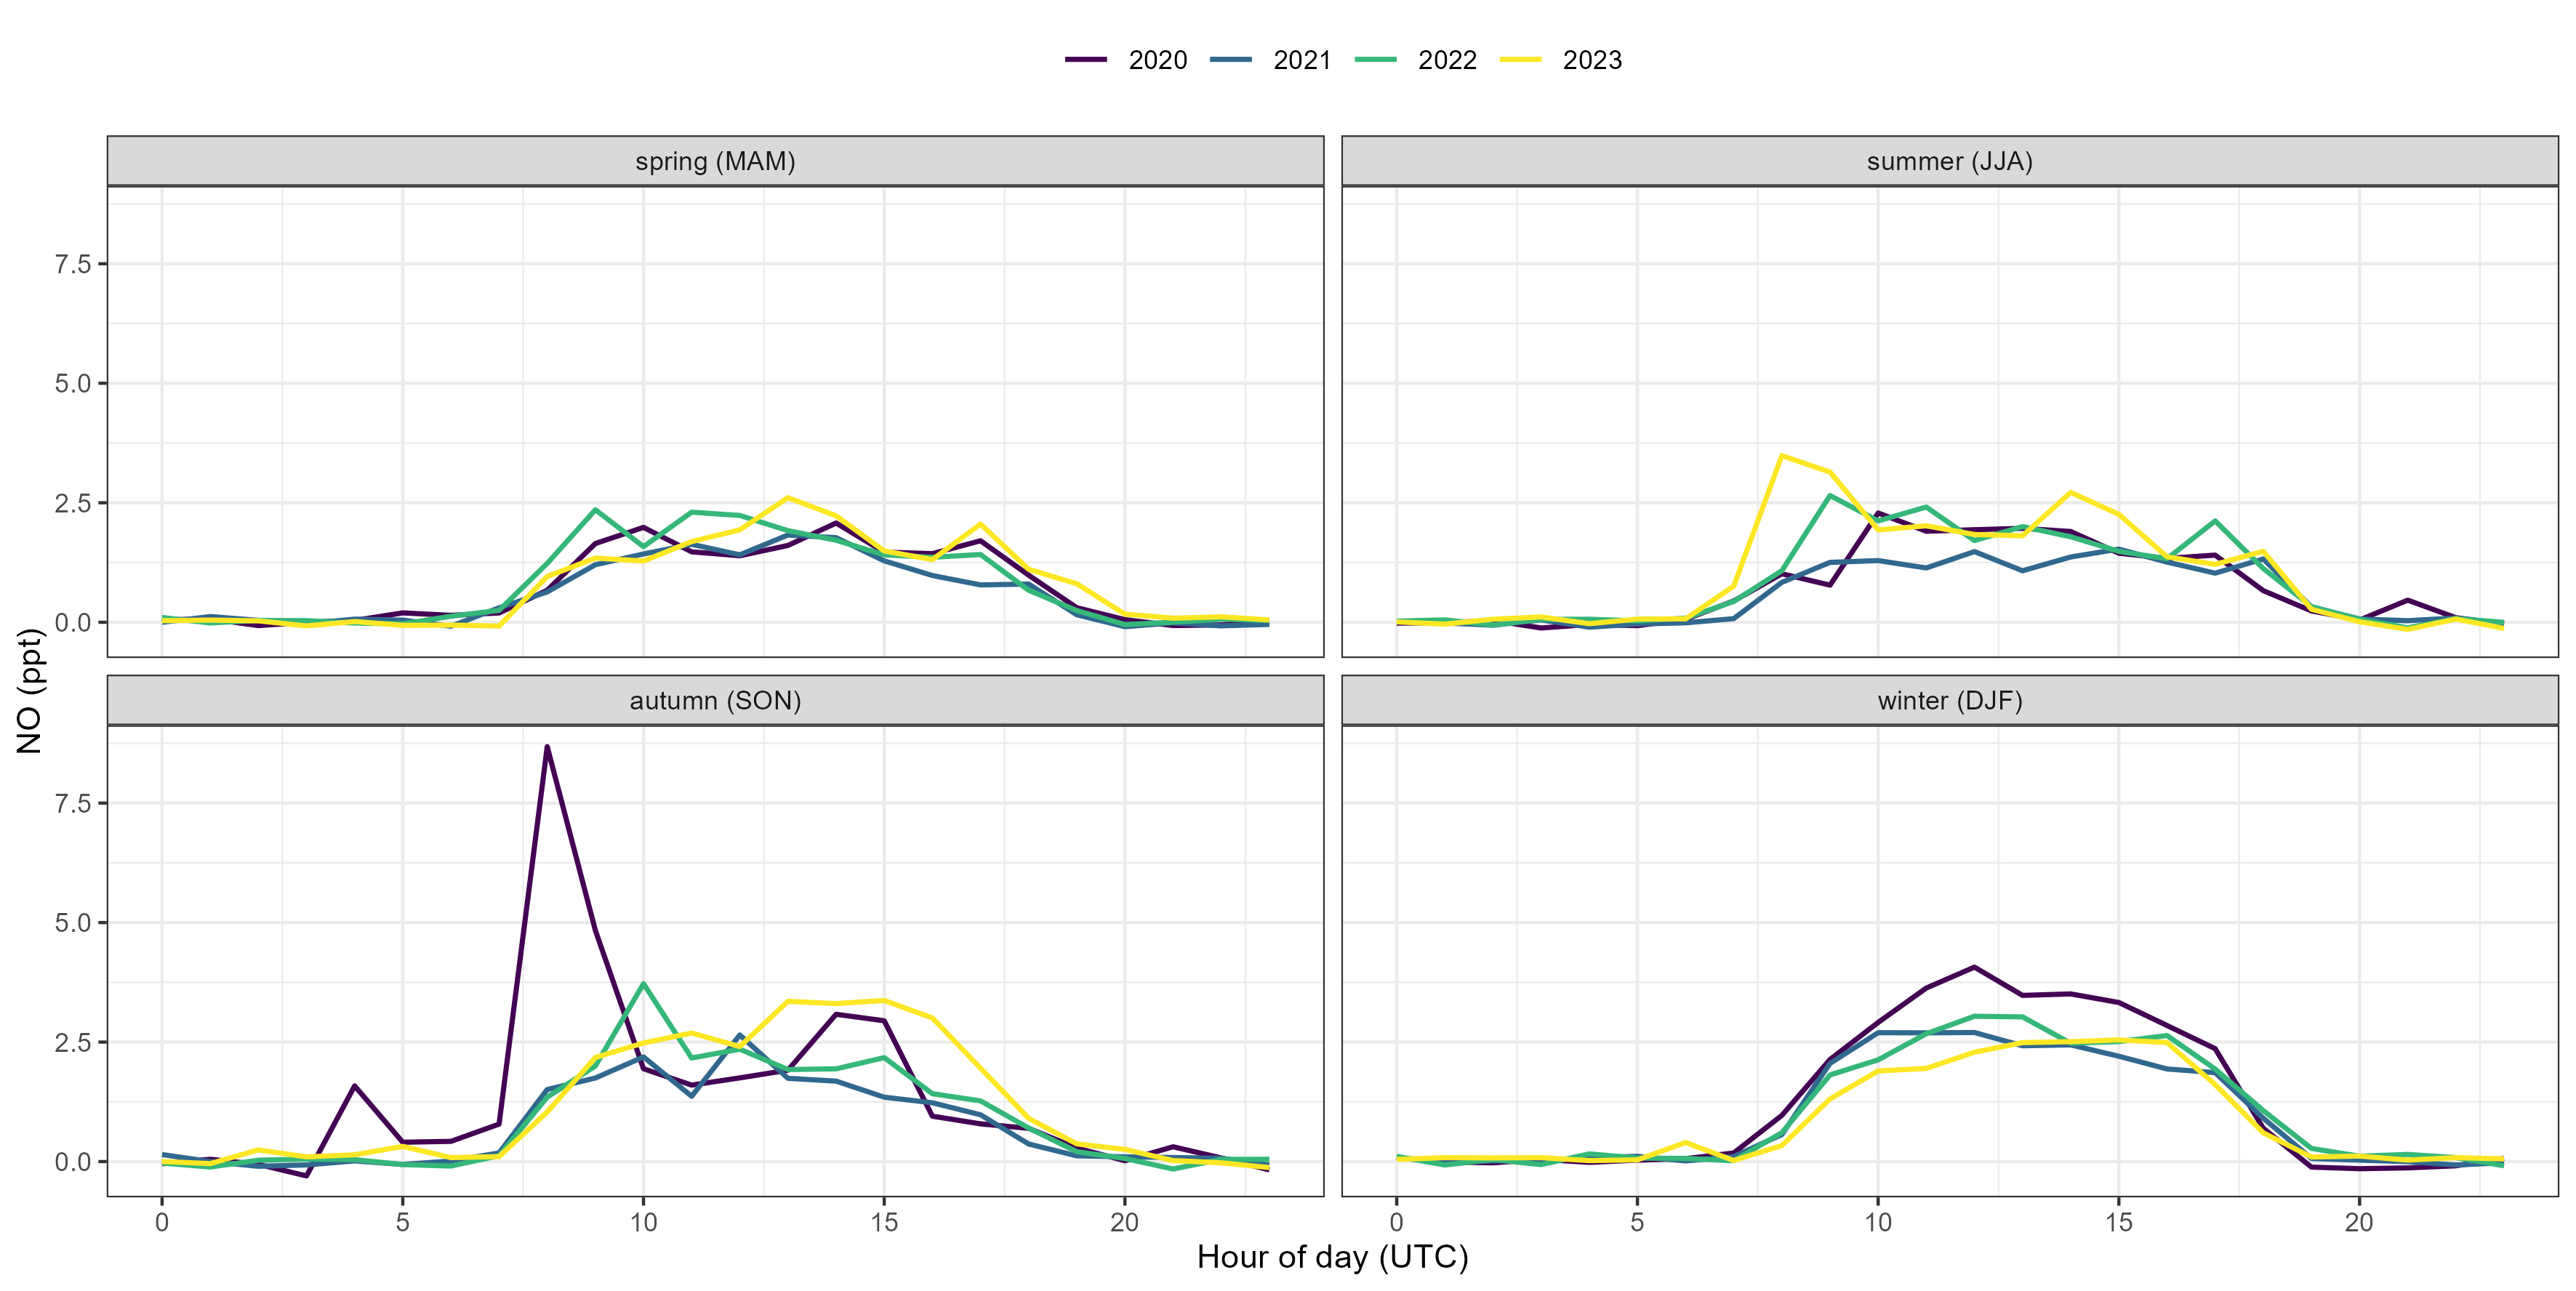 2020 2021 2022 2023
spring (MAM) summer (JJA)
7.5
5.0
2.5
0.0
NO (ppt)
autumn (SON) winter (DJF)
7.5
5.0
2.5
0.0
0 5 10 15 20 0 5 10 15 20
Hour of day (UTC)